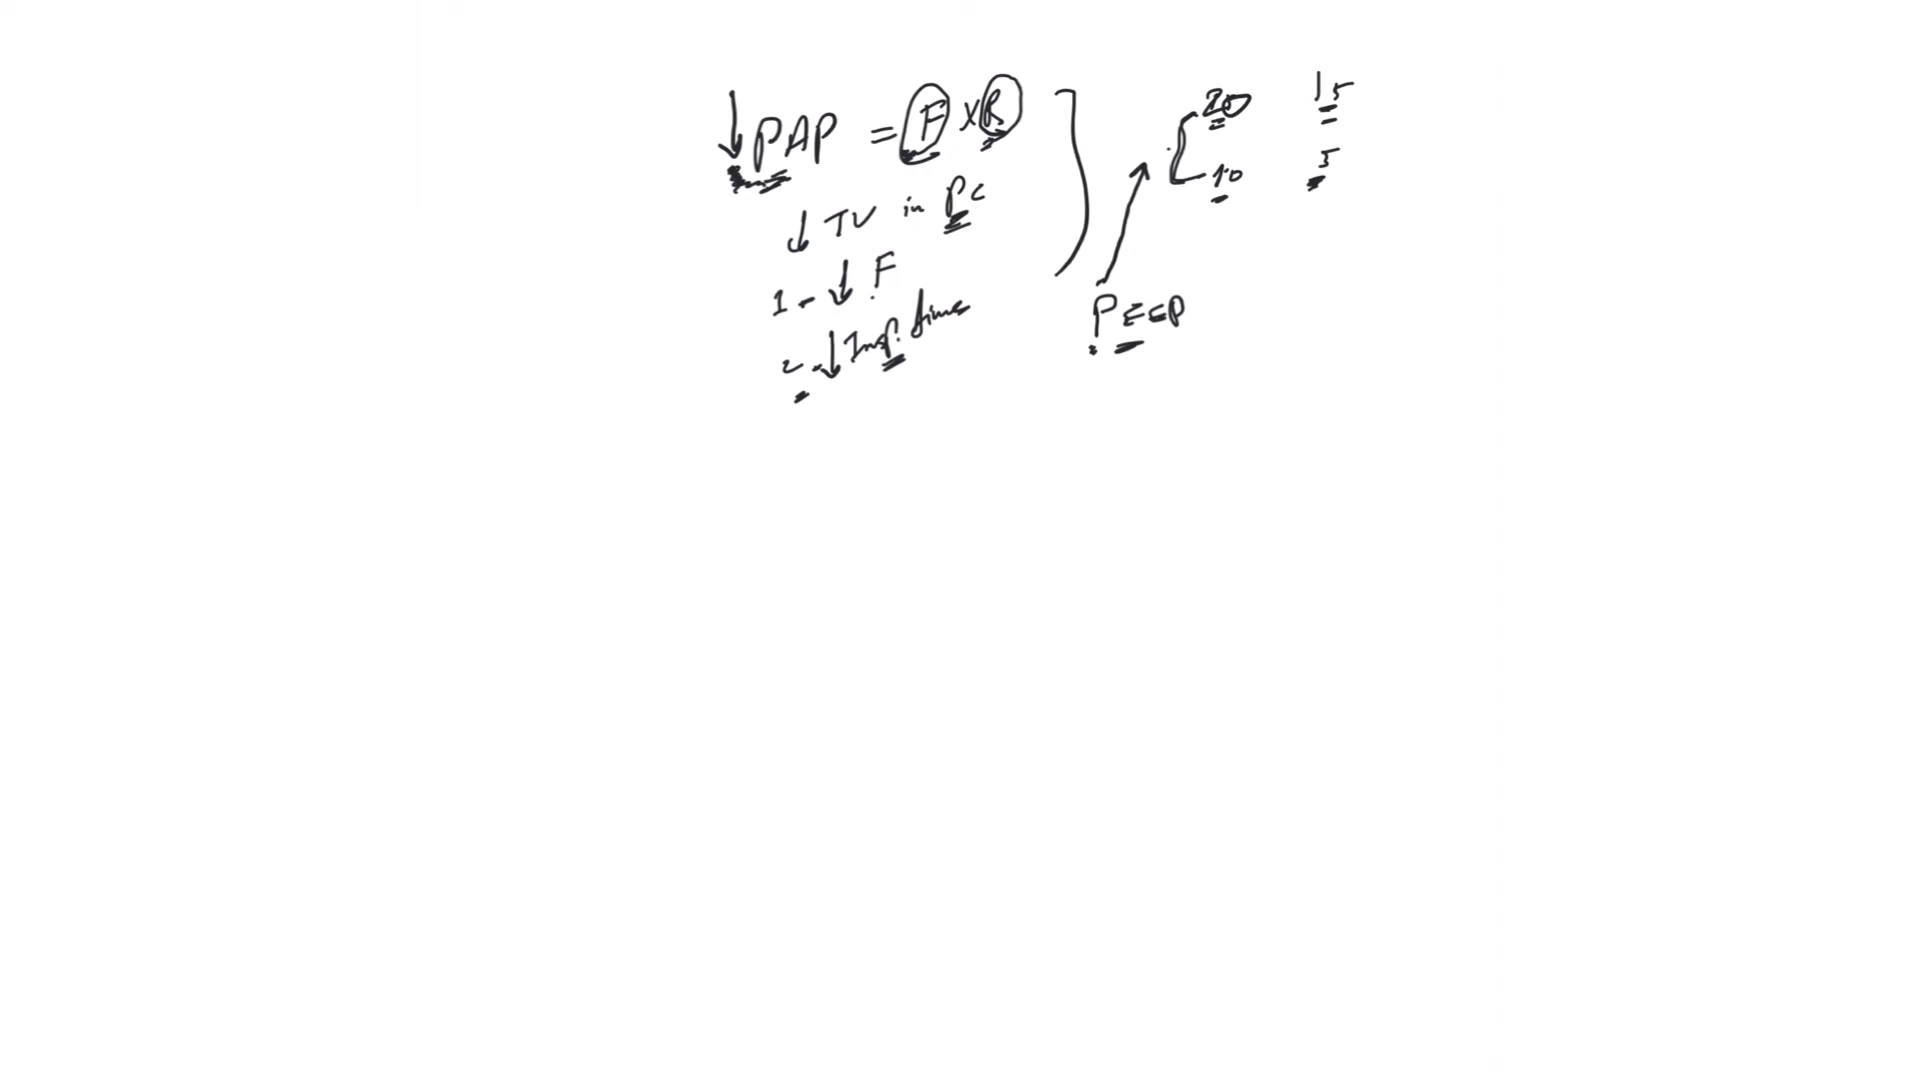 ↓ PAP = F x R
↓ TV in PC
1- ↓ F
2- ↓ Insp. time
20 15
10 5
PEEP